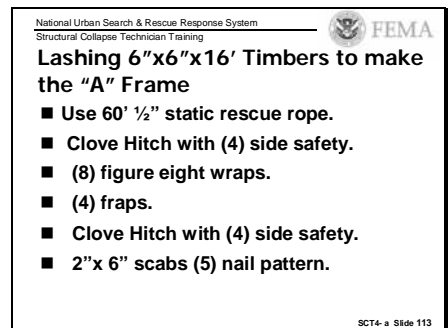 National Urban Search & Rescue Response System
Structural Collapse Technician Training
FEMA
Lashing 6”x6”x16’ Timbers to make
the “A” Frame
■ Use 60’ ½” static rescue rope.
■ Clove Hitch with (4) side safety.
■ (8) figure eight wraps.
■ (4) fraps.
■ Clove Hitch with (4) side safety.
■ 2”x 6” scabs (5) nail pattern.
SCT4- a Slide 113